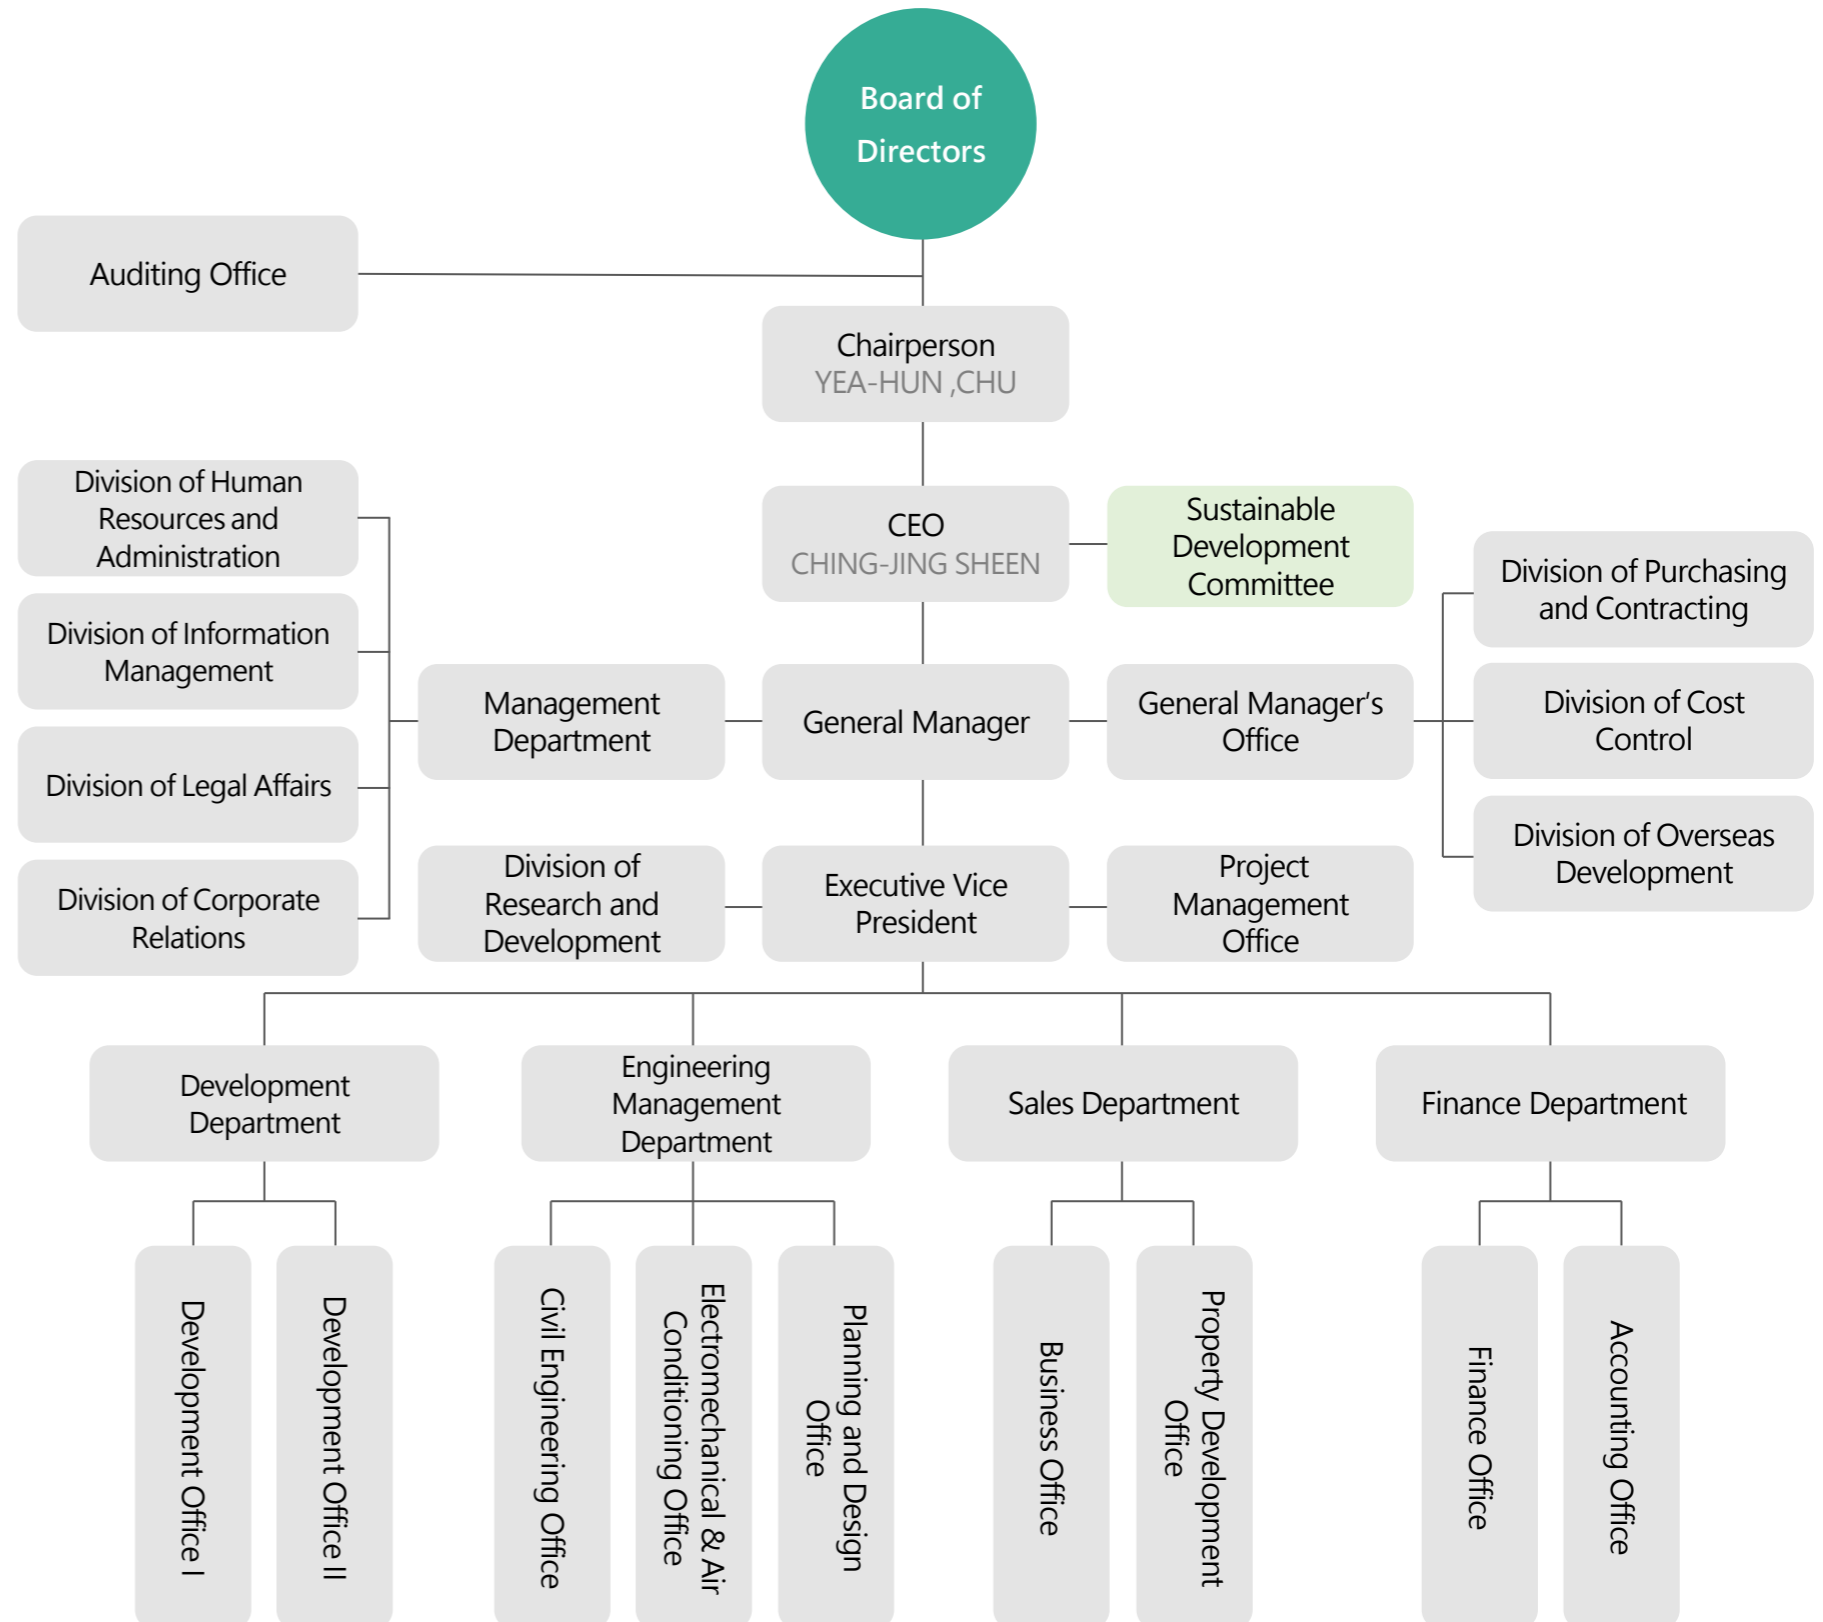 Board of
Directors
Auditing Office
Chairperson
YEA-HUN ,CHU
Division of Human
Resources and
Administration
CEO
CHING-JING SHEEN
Sustainable
Development
Committee
Division of Purchasing
and Contracting
Division of Information
Management
Management
Department
General Manager
General Manager's
Office
Division of Cost
Control
Division of Legal Affairs
Division of Overseas
Development
Division of Corporate
Relations
Division of
Research and
Development
Executive Vice
President
Project
Management
Office
Development
Department
Engineering
Management
Department
Sales Department
Finance Department
Development Office I
Development Office II
Civil Engineering Office
Electromechanical & Air
Conditioning Office
Planning and Design
Office
Business Office
Property Development
Office
Finance Office
Accounting Office